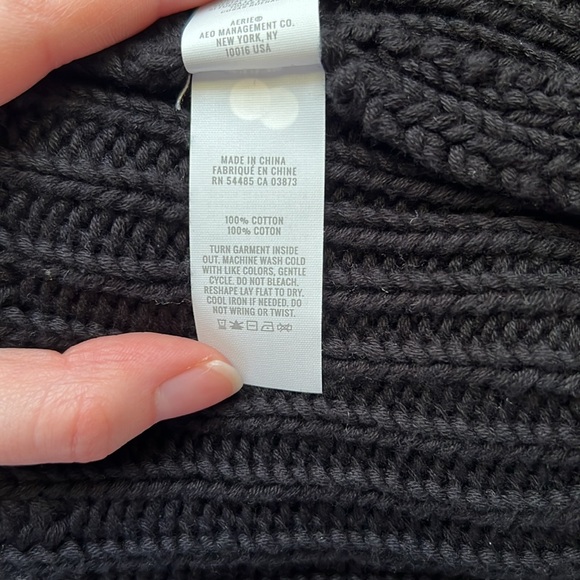 AERIE®
AEO MANAGEMENT CO.
NEW YORK, NY
10016 USA
MADE IN CHINA
FABRIQUÉ EN CHINE
RN 54485 CA 03873
100% COTTON
100% COTON
TURN GARMENT INSIDE
OUT. MACHINE WASH COLD
WITH LIKE COLORS, GENTLE
CYCLE. DO NOT BLEACH.
RESHAPE LAY FLAT TO DRY.
COOL IRON IF NEEDED, DO
NOT WRING OR TWIST.